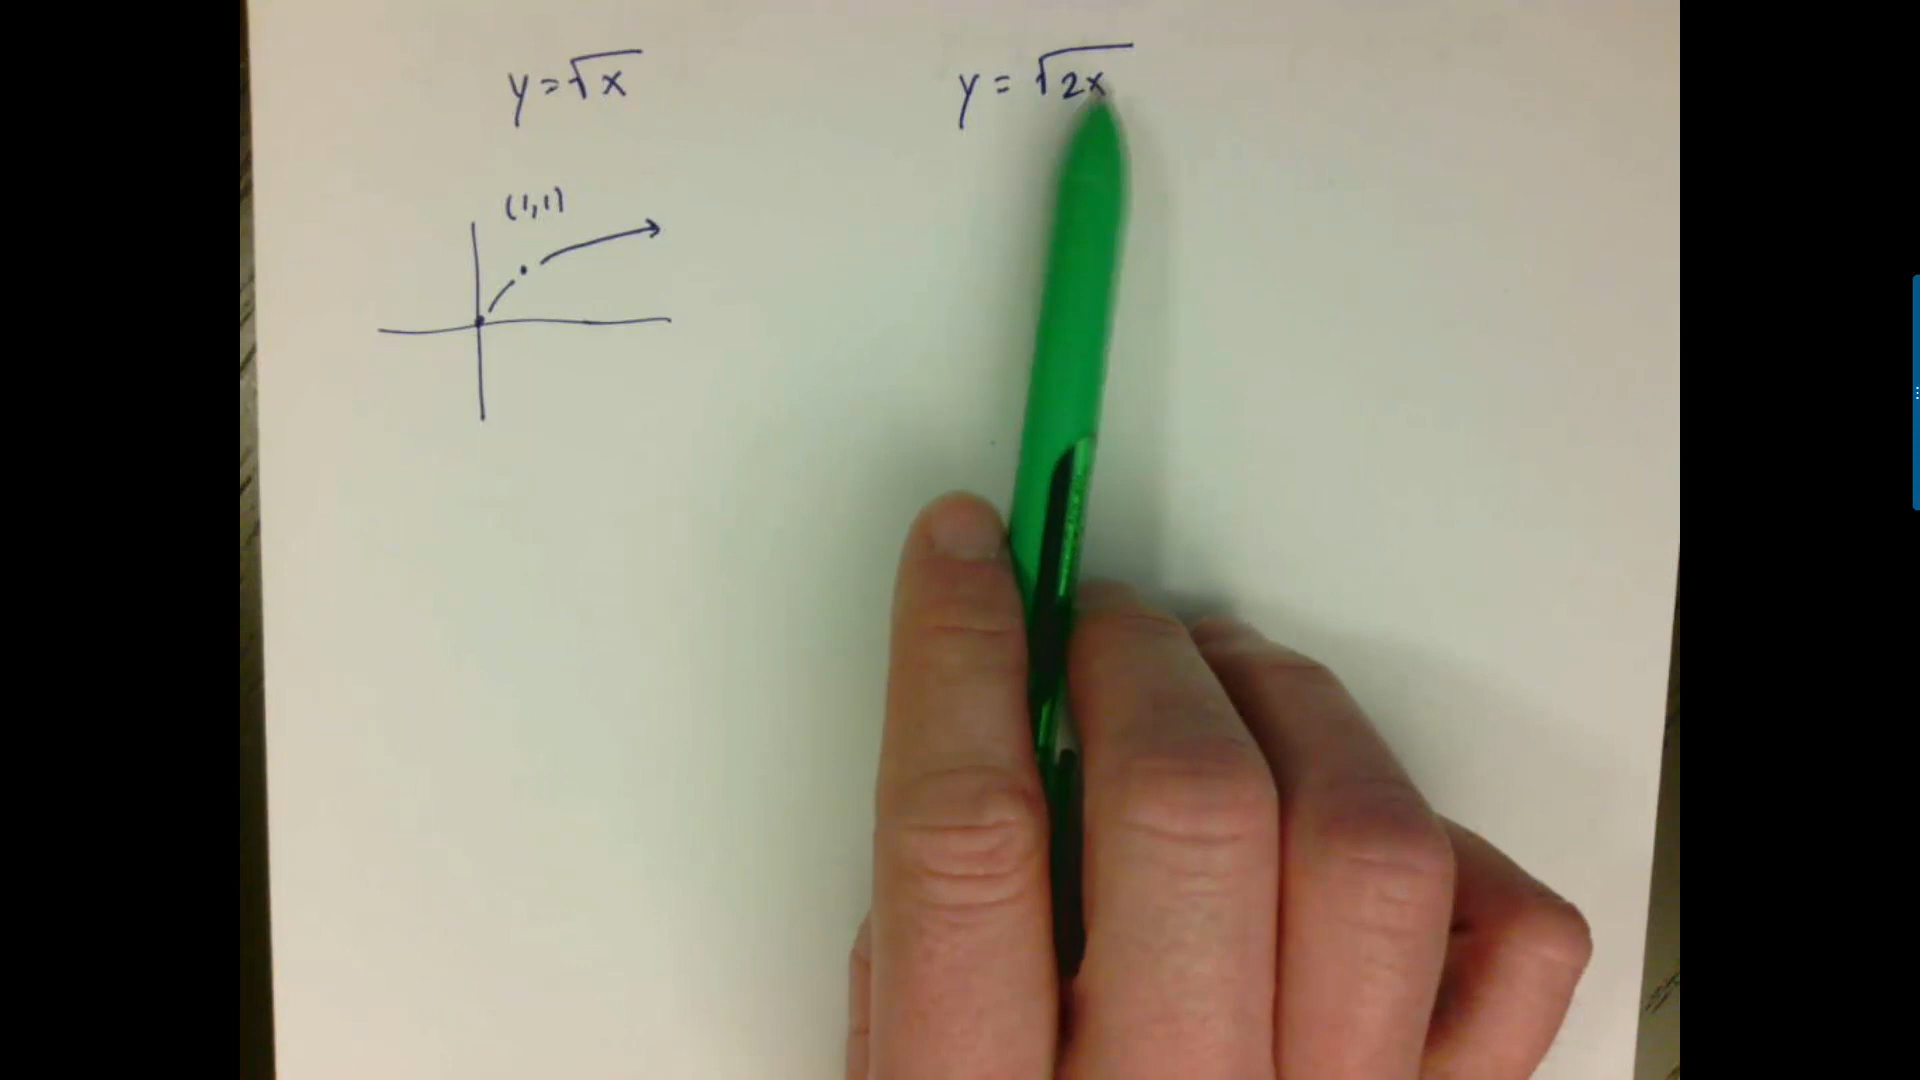 y = √x
y = √2x
(1,1)